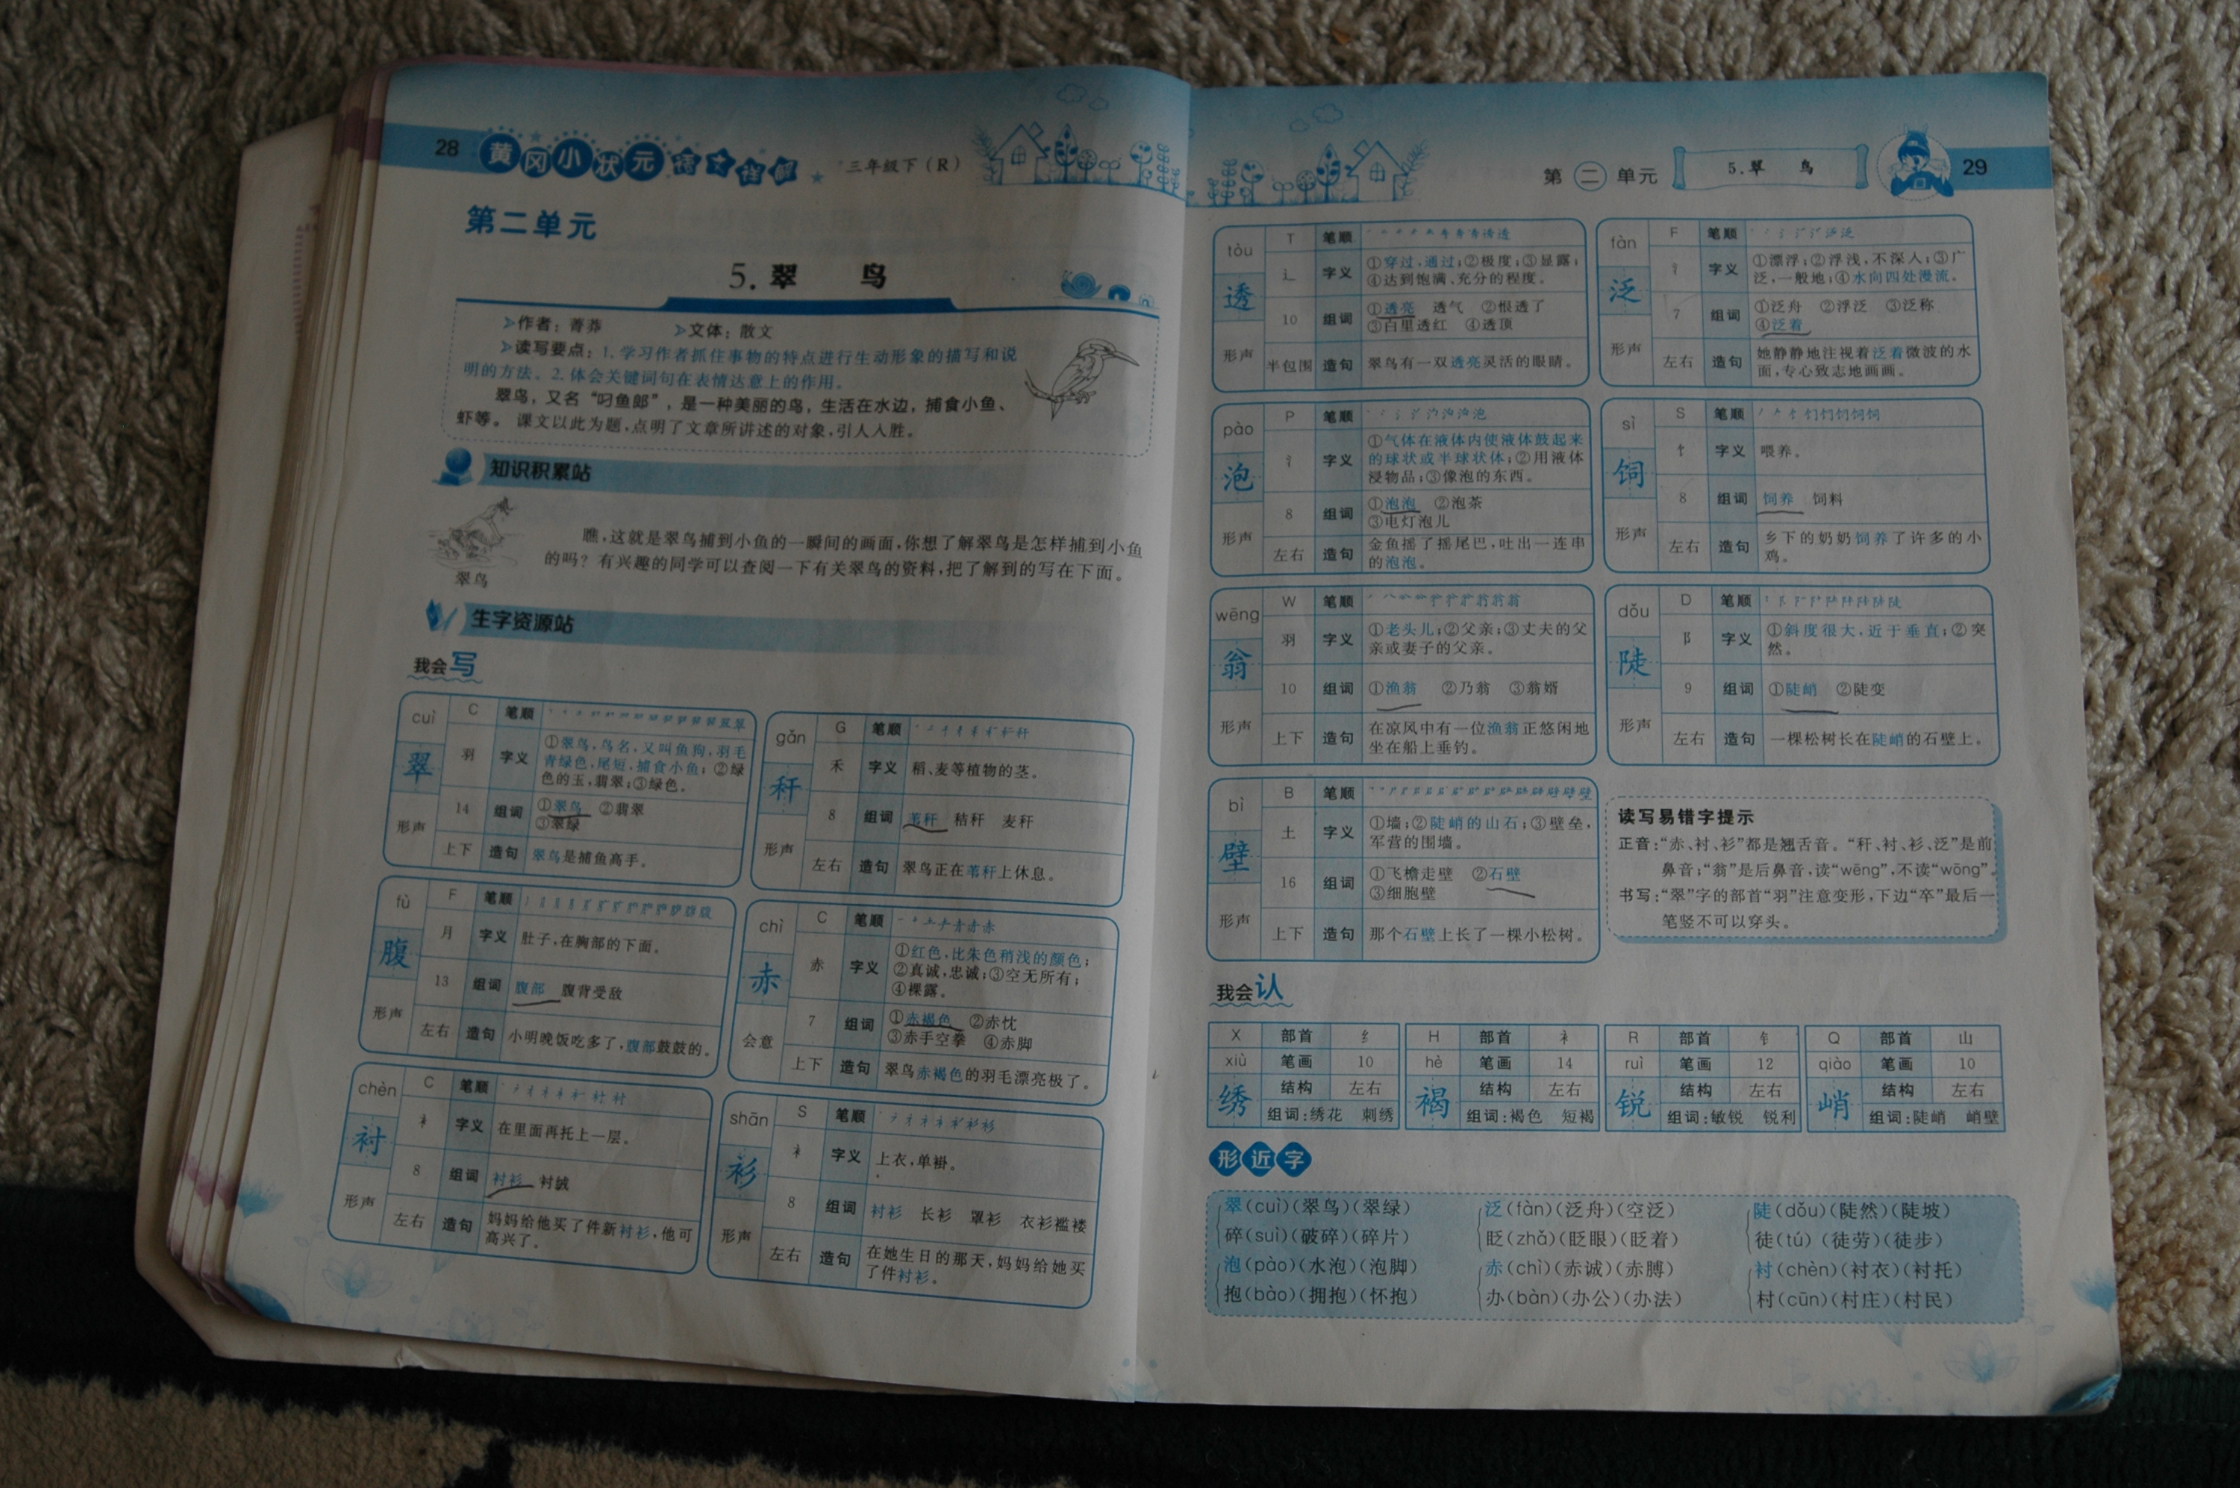 28 黄冈小状元 三年级下(R)
第二单元
5. 翠 鸟
➢作者: 菁莽 ➢文体: 散文
➢读写要点: 1. 学习作者抓住事物的特点进行生动形象的描写和说
明的方法。2. 体会关键词句在表情达意上的作用。
翠鸟,又名“叼鱼郎”,是一种美丽的鸟,生活在水边,捕食小鱼、
虾等。课文以此为题,点明了文章所讲述的对象,引人入胜。
知识积累站
瞧,这就是翠鸟捕到小鱼的一瞬间的画面,你想了解翠鸟是怎样捕到小鱼
的吗?有兴趣的同学可以查阅一下有关翠鸟的资料,把了解到的写在下面。
翠鸟
生字资源站
我会写
cuì C 笔顺
翠 羽 字义 ①翠鸟,鸟名,又叫鱼狗,羽毛
青绿色,尾短,捕食小鱼;②绿
色的玉,翡翠;③绿色。
14 组词 ①翠鸟 ②翡翠
③翠绿
形声 上下 造句 翠鸟是捕鱼高手。
gǎn G 笔顺
秆 禾 字义 稻、麦等植物的茎。
8 组词 苇秆 秸秆 麦秆
形声 左右 造句 翠鸟正在苇秆上休息。
fù F 笔顺
腹 月 字义 肚子,在胸部的下面。
13 组词 腹部 腹背受敌
形声 左右 造句 小明晚饭吃多了,腹部鼓鼓的。
chì C 笔顺
赤 赤 字义 ①红色,比朱色稍浅的颜色;
②真诚,忠诚;③空无所有;
④裸露。
7 组词 ①赤褐色 ②赤忱
③赤手空拳 ④赤脚
会意 上下 造句 翠鸟赤褐色的羽毛漂亮极了。
chèn C 笔顺
衬 衤 字义 在里面再托上一层。
8 组词 衬衫 衬绒
形声 左右 造句 妈妈给他买了件新衬衫,他可
高兴了。
shān S 笔顺
衫 衤 字义 上衣,单褂。
8 组词 衬衫 长衫 罩衫 衣衫褴褛
形声 左右 造句 在她生日的那天,妈妈给她买
了件衬衫。
第二单元 5. 翠 鸟 29
tòu T 笔顺
透 辶 字义 ①穿过,通过;②极度;③显露;
④达到饱满、充分的程度。
10 组词 ①透亮 透气 ②恨透了
③白里透红 ④透顶
形声 半包围 造句 翠鸟有一双透亮灵活的眼睛。
fàn F 笔顺
泛 氵 字义 ①漂浮;②浮浅,不深入;③广
泛,一般地;④水向四处漫流。
7 组词 ①泛舟 ②浮泛 ③泛称
④泛着
形声 左右 造句 她静静地注视着泛着微波的水
面,专心致志地画画。
pào P 笔顺
泡 氵 字义 ①气体在液体内使液体鼓起来
的球状或半球状体;②用液体
浸物品;③像泡的东西。
8 组词 ①泡泡 ②泡茶
③电灯泡儿
形声 左右 造句 金鱼摇了摇尾巴,吐出一连串
的泡泡。
sì S 笔顺
饲 饣 字义 喂养。
8 组词 饲养 饲料
形声 左右 造句 乡下的奶奶饲养了许多的小
鸡。
wēng W 笔顺
翁 羽 字义 ①老头儿;②父亲;③丈夫的父
亲或妻子的父亲。
10 组词 ①渔翁 ②乃翁 ③翁婿
形声 上下 造句 在凉风中有一位渔翁正悠闲地
坐在船上垂钓。
dǒu D 笔顺
陡 阝 字义 ①斜度很大,近于垂直;②突
然。
9 组词 ①陡峭 ②陡变
形声 左右 造句 一棵松树长在陡峭的石壁上。
bì B 笔顺
壁 土 字义 ①墙;②陡峭的山石;③壁垒,
军营的围墙。
16 组词 ①飞檐走壁 ②石壁
③细胞壁
形声 上下 造句 那个石壁上长了一棵小松树。
读写易错字提示
正音:“赤、衬、衫”都是翘舌音。“秆、衬、衫、泛”是前
鼻音;“翁”是后鼻音,读“wēng”,不读“wōng”。
书写:“翠”字的部首“羽”注意变形,下边“卒”最后一
笔竖不可以穿头。
我会认
X 部首 纟 H 部首 衤 R 部首 钅 Q 部首 山
xiù 笔画 10 hè 笔画 14 ruì 笔画 12 qiào 笔画 10
绣 结构 左右 褐 结构 左右 锐 结构 左右 峭 结构 左右
组词:绣花 刺绣 组词:褐色 短褐 组词:敏锐 锐利 组词:陡峭 峭壁
形近字
翠(cuì)(翠鸟)(翠绿) 泛(fàn)(泛舟)(空泛) 陡(dǒu)(陡然)(陡坡)
碎(suì)(破碎)(碎片) 眨(zhǎ)(眨眼)(眨着) 徒(tú)(徒劳)(徒步)
泡(pào)(水泡)(泡脚) 赤(chì)(赤诚)(赤膊) 衬(chèn)(衬衣)(衬托)
抱(bào)(拥抱)(怀抱) 办(bàn)(办公)(办法) 村(cūn)(村庄)(村民)